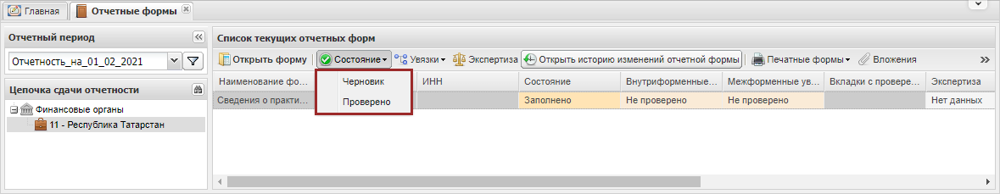 Главная
Отчетные формы
Отчетный период
Отчетность_на_01_02_2021
Цепочка сдачи отчетности
Финансовые органы
11 - Республика Татарстан
Список текущих отчетных форм
Открыть форму Состояние Увязки Экспертиза Открыть историю изменений отчетной формы Печатные формы Вложения
Черновик
Проверено
Наименование фо... ИНН Состояние Внутриформенные... Межформенные ув... Вкладки с провере... Экспертиза
Сведения о практи... Заполнено Не проверено Не проверено Нет данных